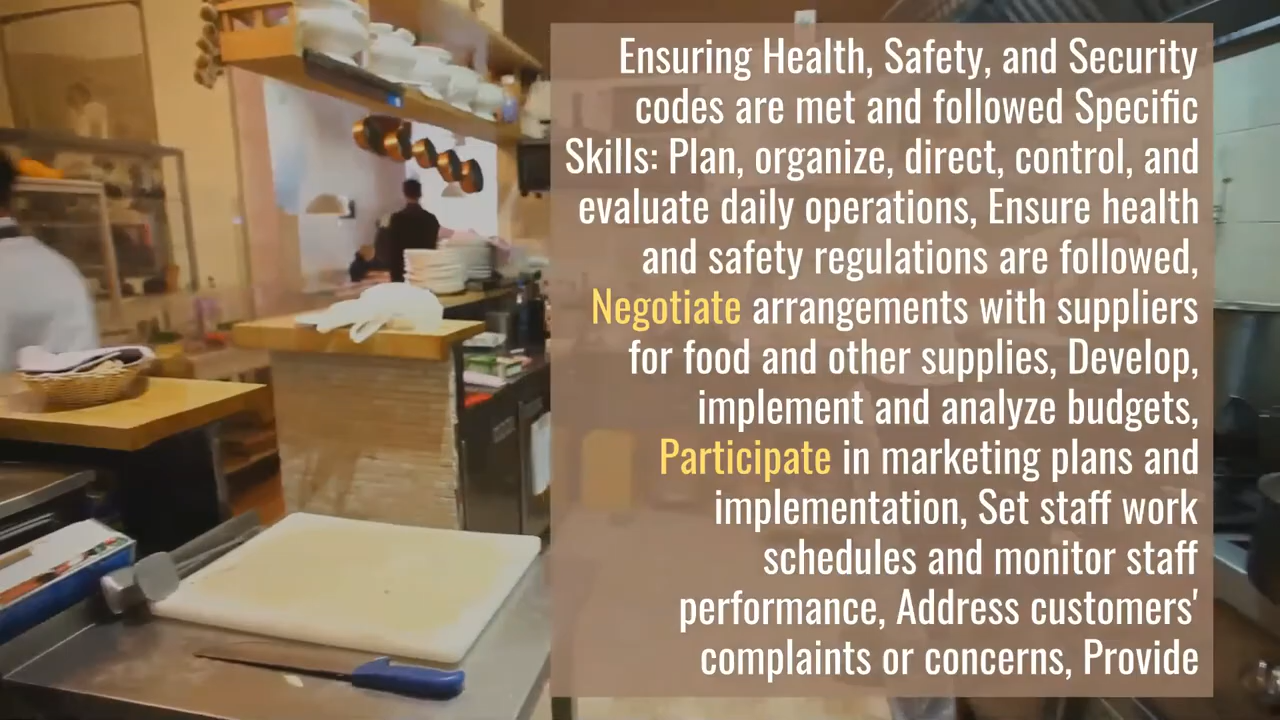 Ensuring Health, Safety, and Security
codes are met and followed Specific
Skills: Plan, organize, direct, control, and
evaluate daily operations, Ensure health
and safety regulations are followed,
Negotiate arrangements with suppliers
for food and other supplies, Develop,
implement and analyze budgets,
Participate in marketing plans and
implementation, Set staff work
schedules and monitor staff
performance, Address customers'
complaints or concerns, Provide